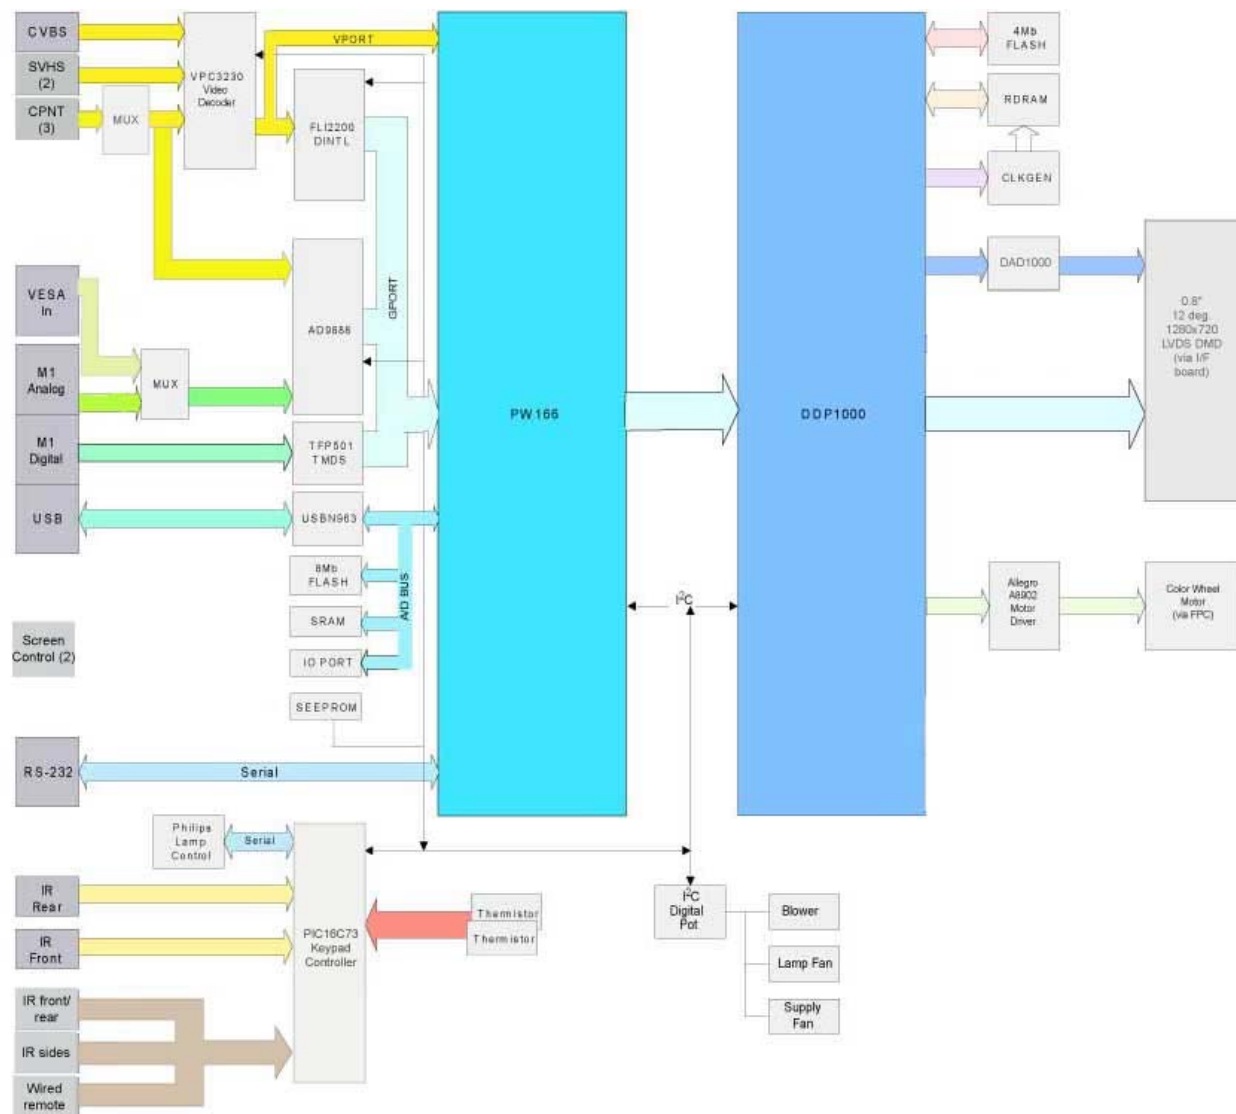 CVBS
SVHS
(2)
CPNT
(3)
MUX
VPC3230
Video
Decoder
VPORT
FLI2200
DINTL
VESA
In
M1
Analog
MUX
AD9888
GPORT
M1
Digital
TFP501
TMDS
USB
USBN963
8Mb
FLASH
SRAM
IO PORT
SEEPROM
A/D BUS
Screen
Control (2)
RS-232
Serial
Philips
Lamp
Control
Serial
IR
Rear
IR
Front
IR front/
rear
IR sides
Wired
remote
PIC16C73
Keypad
Controller
Thermistor
Thermistor
PW166
I2C
DDP1000
4Mb
FLASH
RDRAM
CLKGEN
DAD1000
0.8"
12 deg.
1280x720
LVDS DMD
(via I/F
board)
Allegro
A8902
Motor
Driver
Color Wheel
Motor
(via FPC)
I2C
Digital
Pot
Blower
Lamp Fan
Supply
Fan